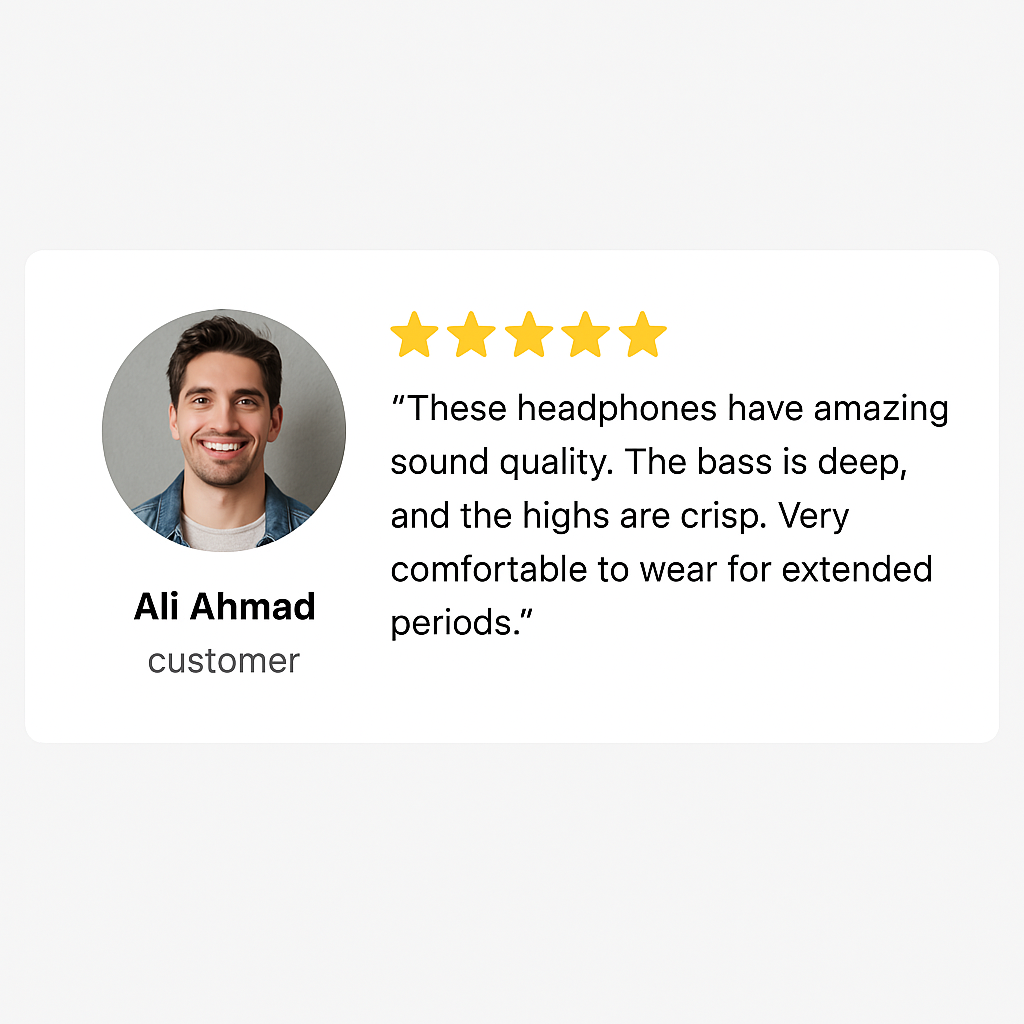 "These headphones have amazing
sound quality. The bass is deep,
and the highs are crisp. Very
comfortable to wear for extended
periods."
Ali Ahmad
customer